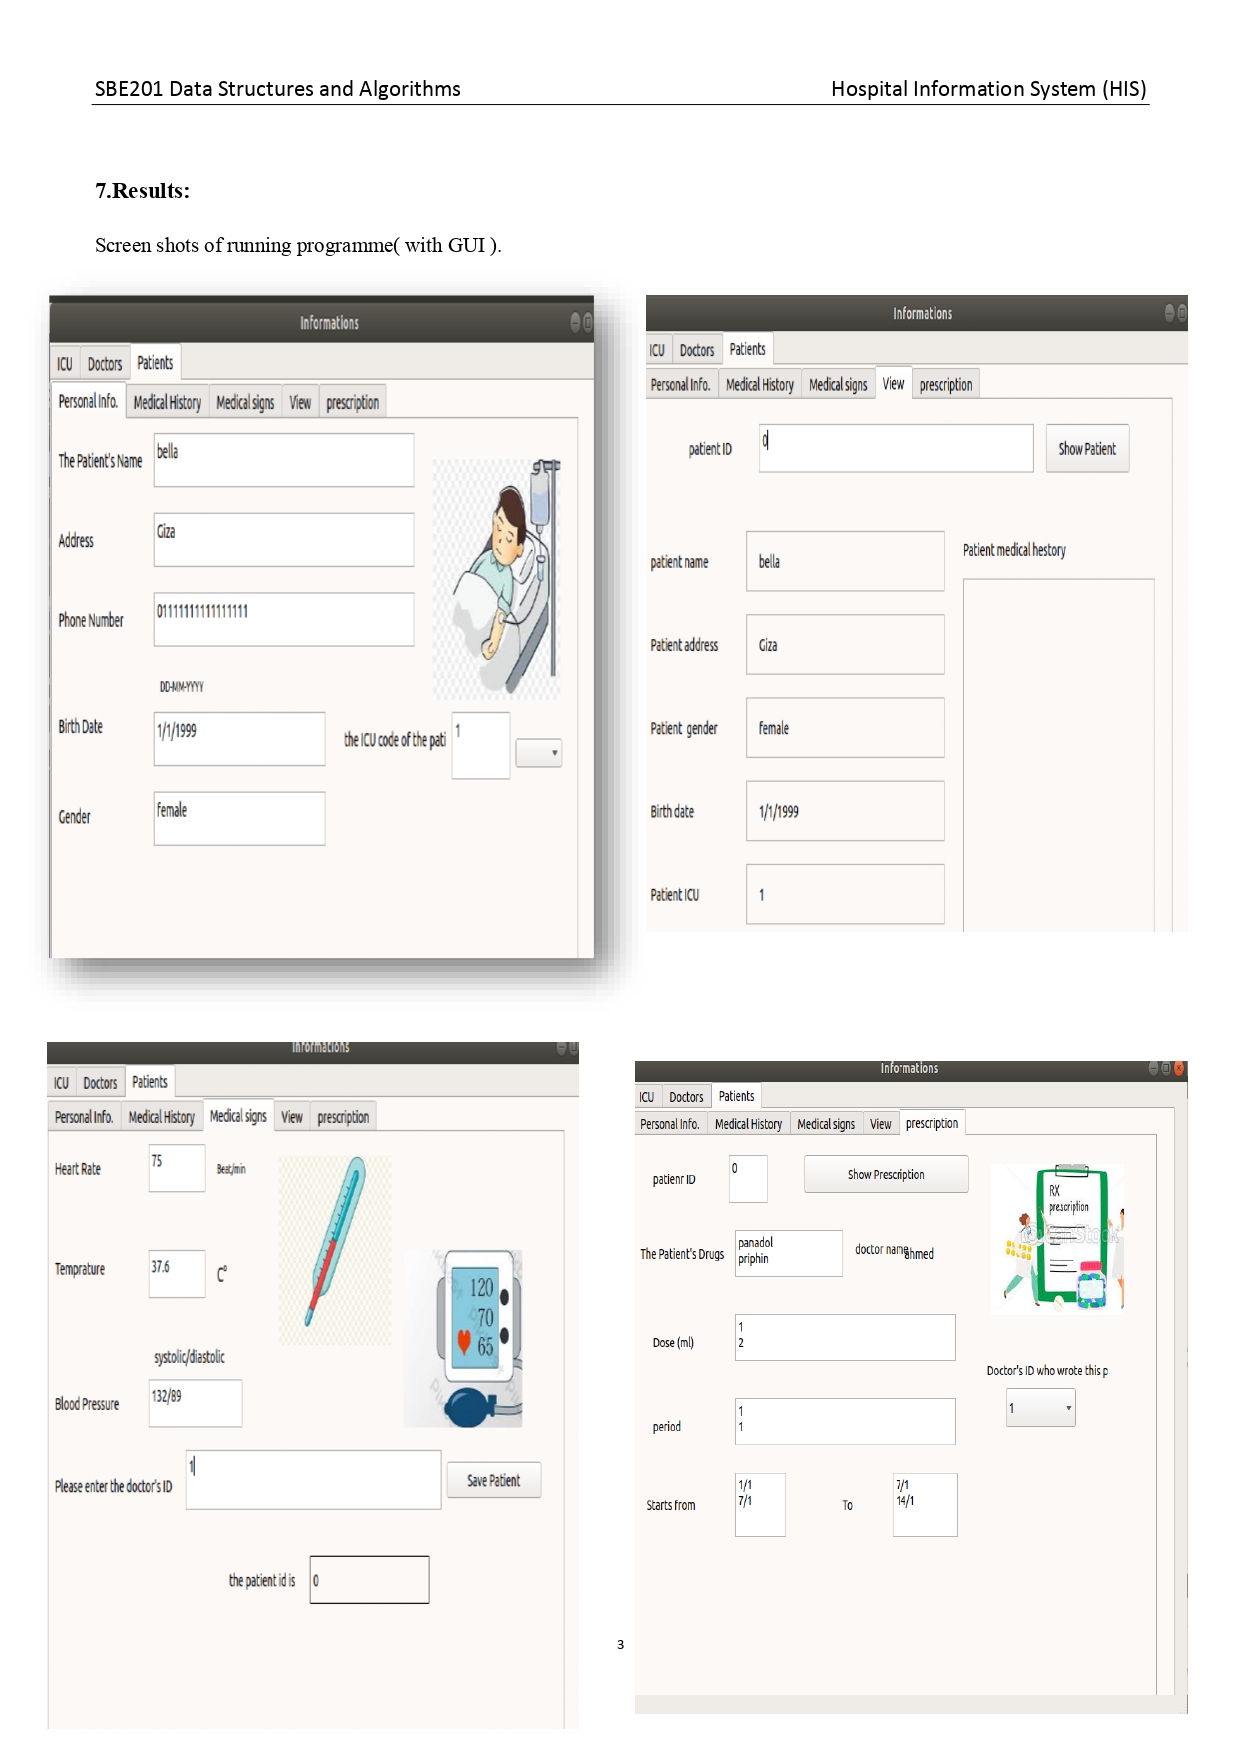 SBE201 Data Structures and Algorithms Hospital Information System (HIS)
7.Results:
Screen shots of running programme( with GUI ).
Informations
ICU Doctors Patients
Personal Info. Medical History Medical signs View prescription
The Patient's Name bella
Address Giza
Phone Number 0111111111111111
DD-MM-YYYY
Birth Date 1/1/1999 the ICU code of the pati 1
Gender female
Informations
ICU Doctors Patients
Personal Info. Medical History Medical signs View prescription
patient ID 0 Show Patient
patient name bella Patient medical hestory
Patient address Giza
Patient gender female
Birth date 1/1/1999
Patient ICU 1
Informations
ICU Doctors Patients
Personal Info. Medical History Medical signs View prescription
Heart Rate 75 Beat/min
Temprature 37.6 C°
120
70
65
systolic/diastolic
Blood Pressure 132/89
Please enter the doctor's ID 1 Save Patient
the patient id is 0
Informations
ICU Doctors Patients
Personal Info. Medical History Medical signs View prescription
patienr ID 0 Show Prescription
RX
prescription
The Patient's Drugs panadol
priphin
doctor name ahmed
Dose (ml) 1
2
Doctor's ID who wrote this p
1
period 1
1
Starts from 1/1
7/1
To 7/1
14/1
3